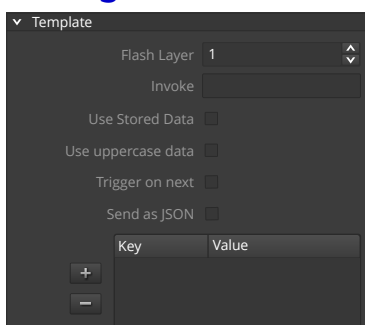 Template
Flash Layer 1
Invoke
Use Stored Data
Use uppercase data
Trigger on next
Send as JSON
Key Value
+
−